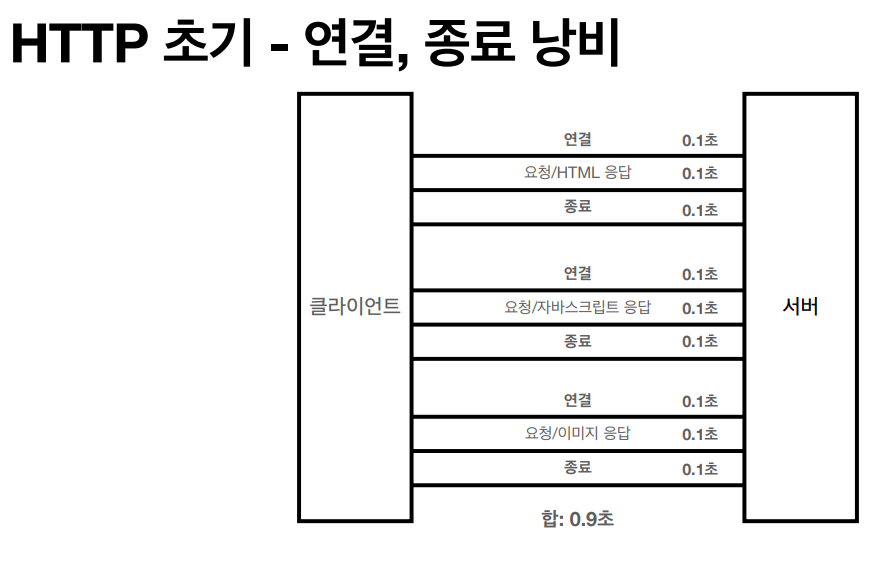 HTTP 초기 - 연결, 종료 낭비
연결 0.1초
요청/HTML 응답 0.1초
종료 0.1초
연결 0.1초
클라이언트 요청/자바스크립트 응답 0.1초 서버
종료 0.1초
연결 0.1초
요청/이미지 응답 0.1초
종료 0.1초
합: 0.9초